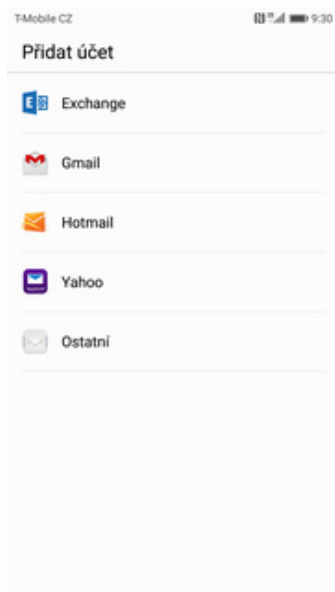 T-Mobile CZ 9:30
Přidat účet
Exchange
Gmail
Hotmail
Yahoo
Ostatní